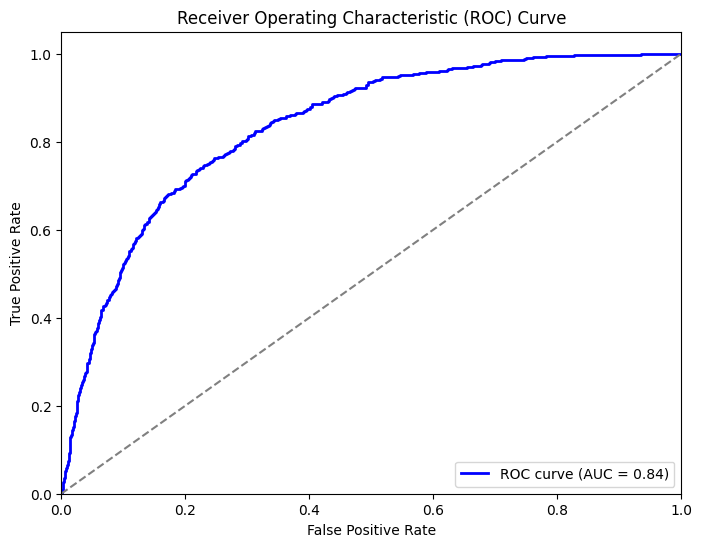 Receiver Operating Characteristic (ROC) Curve
1.0
0.8
0.6
0.4
0.2
0.0
True Positive Rate
ROC curve (AUC = 0.84)
0.0 0.2 0.4 0.6 0.8 1.0
False Positive Rate